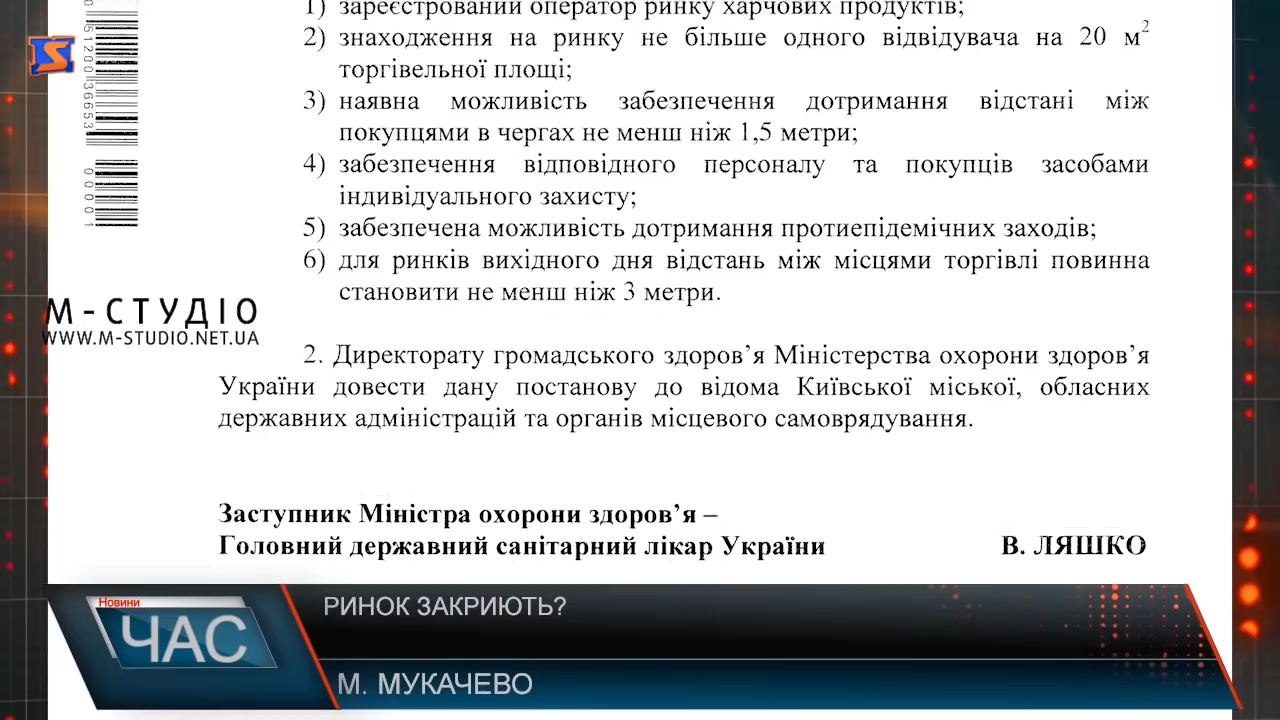 1) зареєстрований оператор ринку харчових продуктів;
2) знаходження на ринку не більше одного відвідувача на 20 м²
торгівельної площі;
3) наявна можливість забезпечення дотримання відстані між
покупцями в чергах не менш ніж 1,5 метри;
4) забезпечення відповідного персоналу та покупців засобами
індивідуального захисту;
5) забезпечена можливість дотримання протиепідемічних заходів;
6) для ринків вихідного дня відстань між місцями торгівлі повинна
становити не менш ніж 3 метри.
М-СТУДІО
WWW.M-STUDIO.NET.UA
2. Директорату громадського здоров’я Міністерства охорони здоров’я
України довести дану постанову до відома Київської міської, обласних
державних адміністрацій та органів місцевого самоврядування.
Заступник Міністра охорони здоров’я –
Головний державний санітарний лікар України В. ЛЯШКО
Новини
ЧАС
РИНОК ЗАКРИЮТЬ?
М. МУКАЧЕВО